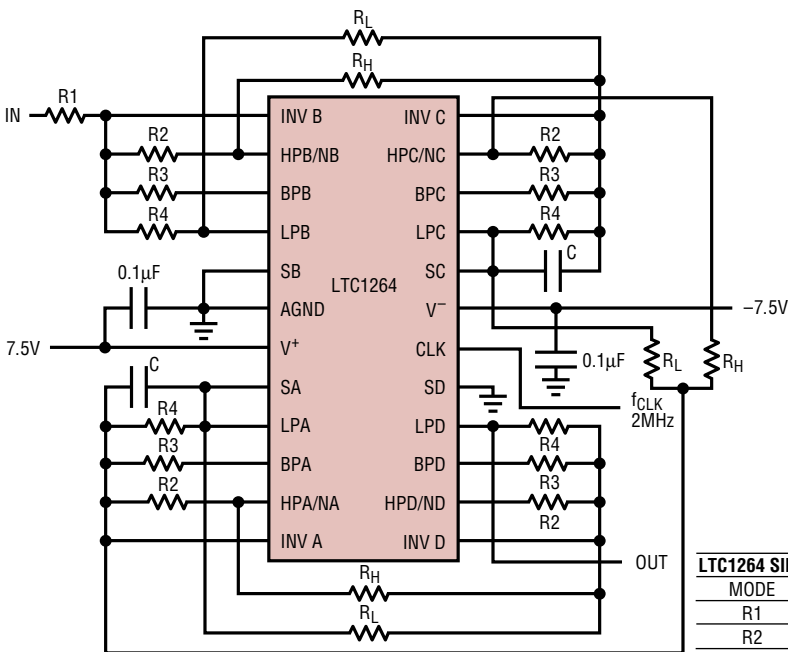 RL
RH
R1
IN
INV B
INV C
R2
HPB/NB
HPC/NC
R2
R3
BPB
BPC
R3
R4
LPB
LPC
R4
C
0.1µF
SB
SC
LTC1264
AGND
V–
–7.5V
7.5V
V+
CLK
0.1µF
RL
RH
C
SA
SD
fCLK
2MHz
R4
LPA
LPD
R4
R3
BPA
BPD
R3
R2
HPA/NA
HPD/ND
R2
INV A
INV D
OUT
RH
RL
LTC1264
MODE
R1
R2